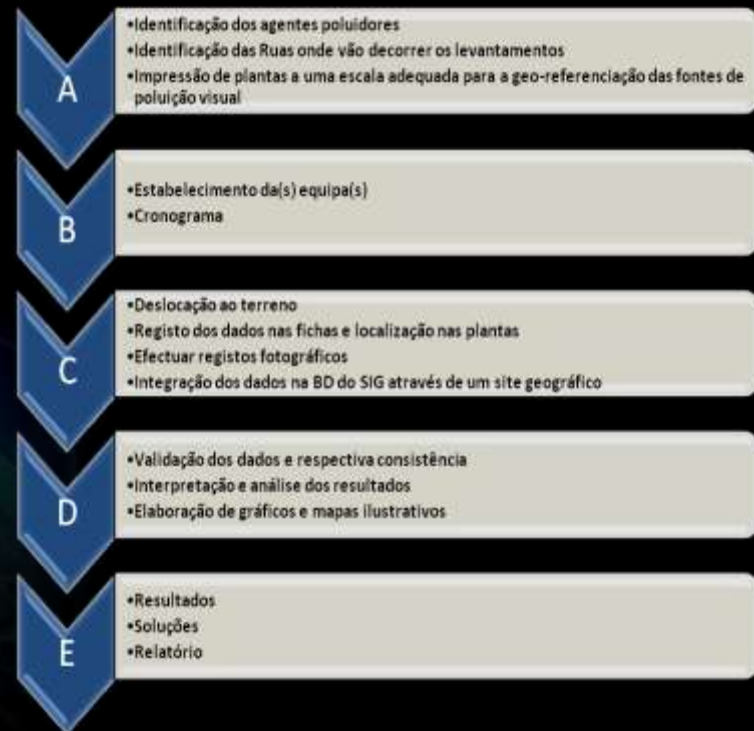 A
•Identificação dos agentes poluidores
•Identificação das Ruas onde vão decorrer os levantamentos
•Impressão de plantas a uma escala adequada para a geo-referenciação das fontes de
poluição visual
B
•Estabelecimento da(s) equipa(s)
•Cronograma
C
•Deslocação ao terreno
•Registo dos dados nas fichas e localização nas plantas
•Efectuar registos fotográficos
•Integração dos dados na BD do SIG através de um site geográfico
D
•Validação dos dados e respectiva consistência
•Interpretação e análise dos resultados
•Elaboração de gráficos e mapas ilustrativos
E
•Resultados
•Soluções
•Relatório